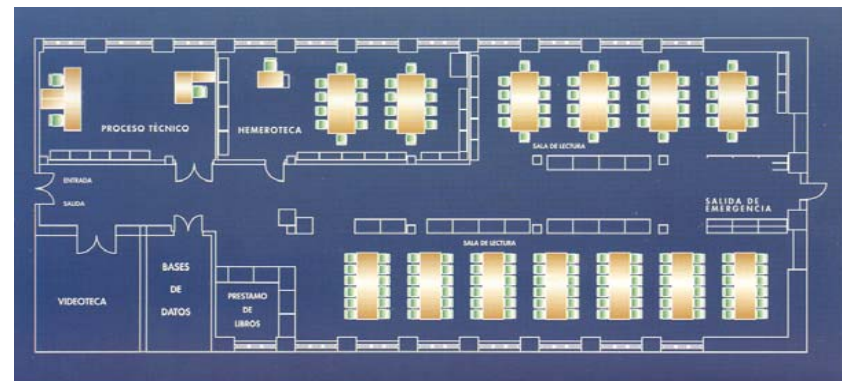 PROCESO TÈCNICO
HEMEROTECA
SALA DE LECTURA
ENTRADA
SALIDA
SALIDA DE
EMERGENCIA
SALA DE LECTURA
VIDEOTECA
BASES
DE
DATOS
PRESTAMO
DE
LIBROS